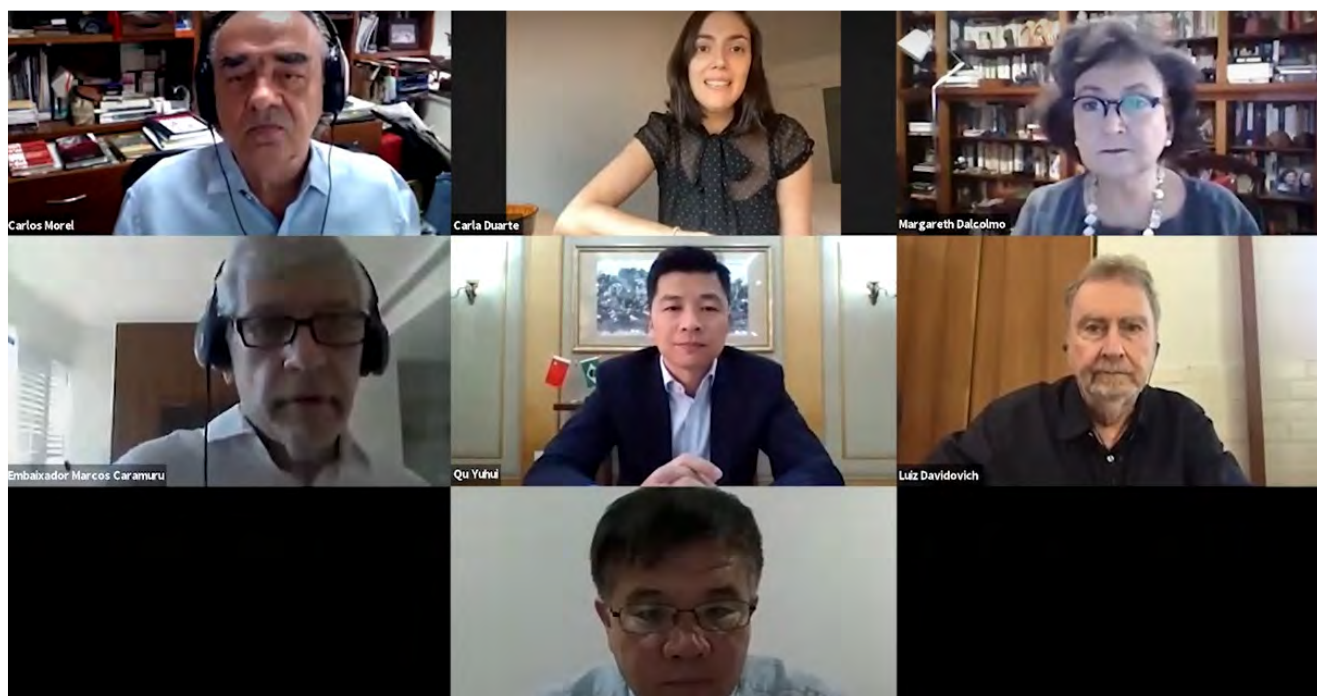 Carlos Morel
Carla Duarte
Margareth Dalcolmo
Embaixador Marcos Caramuru
Qu Yuhui
Luiz Davidovich